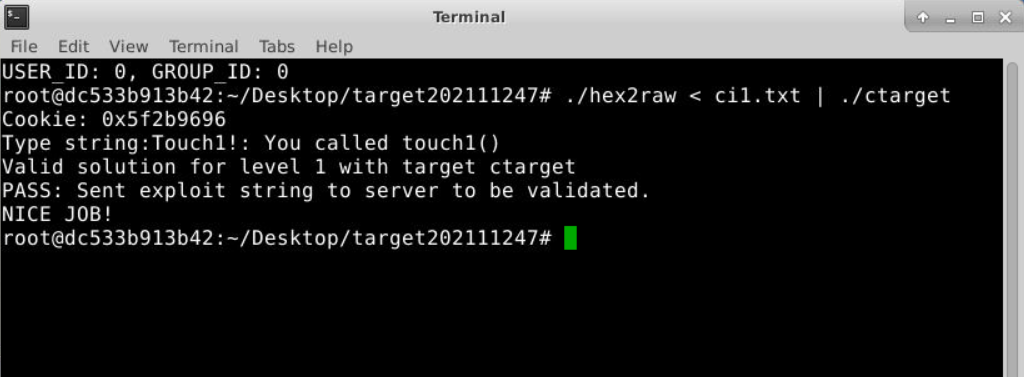 Terminal
File Edit View Terminal Tabs Help
USER_ID: 0, GROUP_ID: 0
root@dc533b913b42:~/Desktop/target202111247# ./hex2raw < ci1.txt | ./ctarget
Cookie: 0x5f2b9696
Type string:Touch1!: You called touch1()
Valid solution for level 1 with target ctarget
PASS: Sent exploit string to server to be validated.
NICE JOB!
root@dc533b913b42:~/Desktop/target202111247#